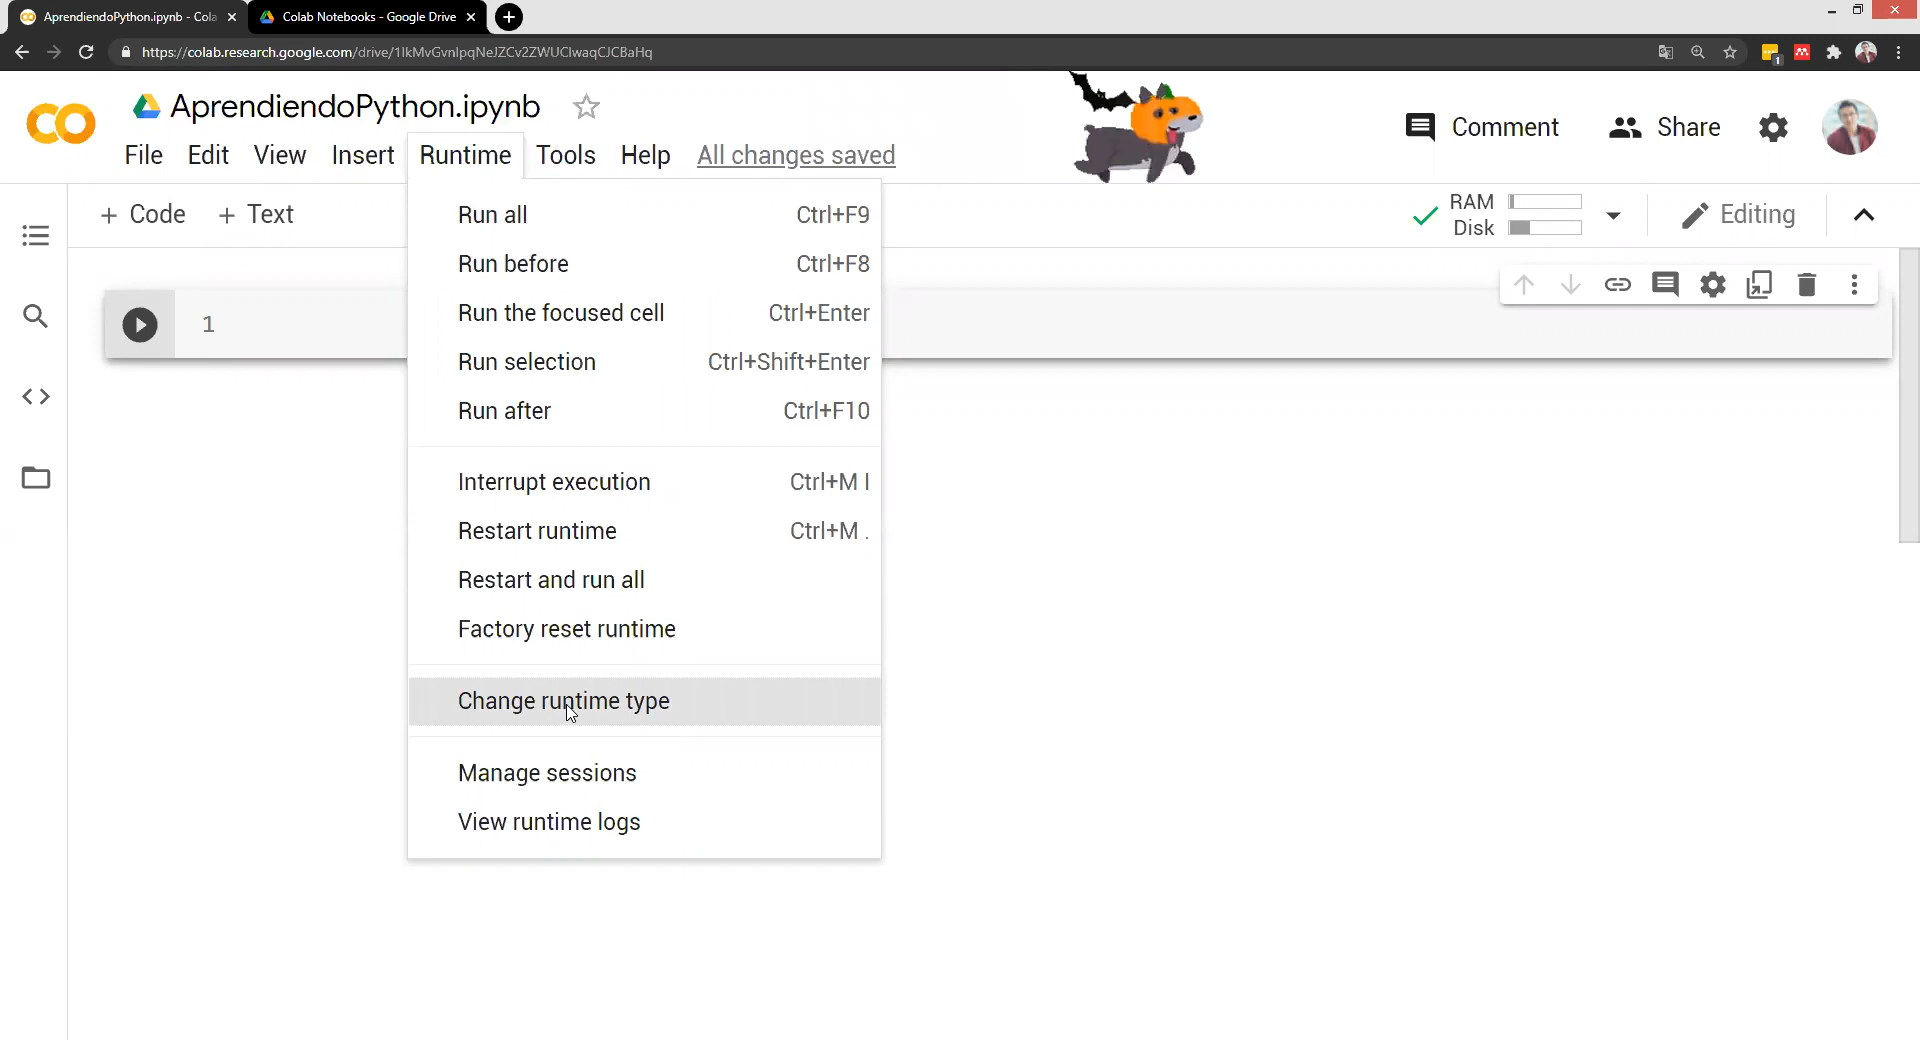 AprendiendoPython.ipynb - Cola
Colab Notebooks - Google Drive
https://colab.research.google.com/drive/1IkMvGvnlpqNeJZCv2ZWUClwaqCJCBaHq
1
AprendiendoPython.ipynb
Comment
Share
File Edit View Insert Runtime Tools Help All changes saved
+ Code + Text
RAM
Disk
Editing
1
Run all Ctrl+F9
Run before Ctrl+F8
Run the focused cell Ctrl+Enter
Run selection Ctrl+Shift+Enter
Run after Ctrl+F10
Interrupt execution Ctrl+M I
Restart runtime Ctrl+M .
Restart and run all
Factory reset runtime
Change runtime type
Manage sessions
View runtime logs